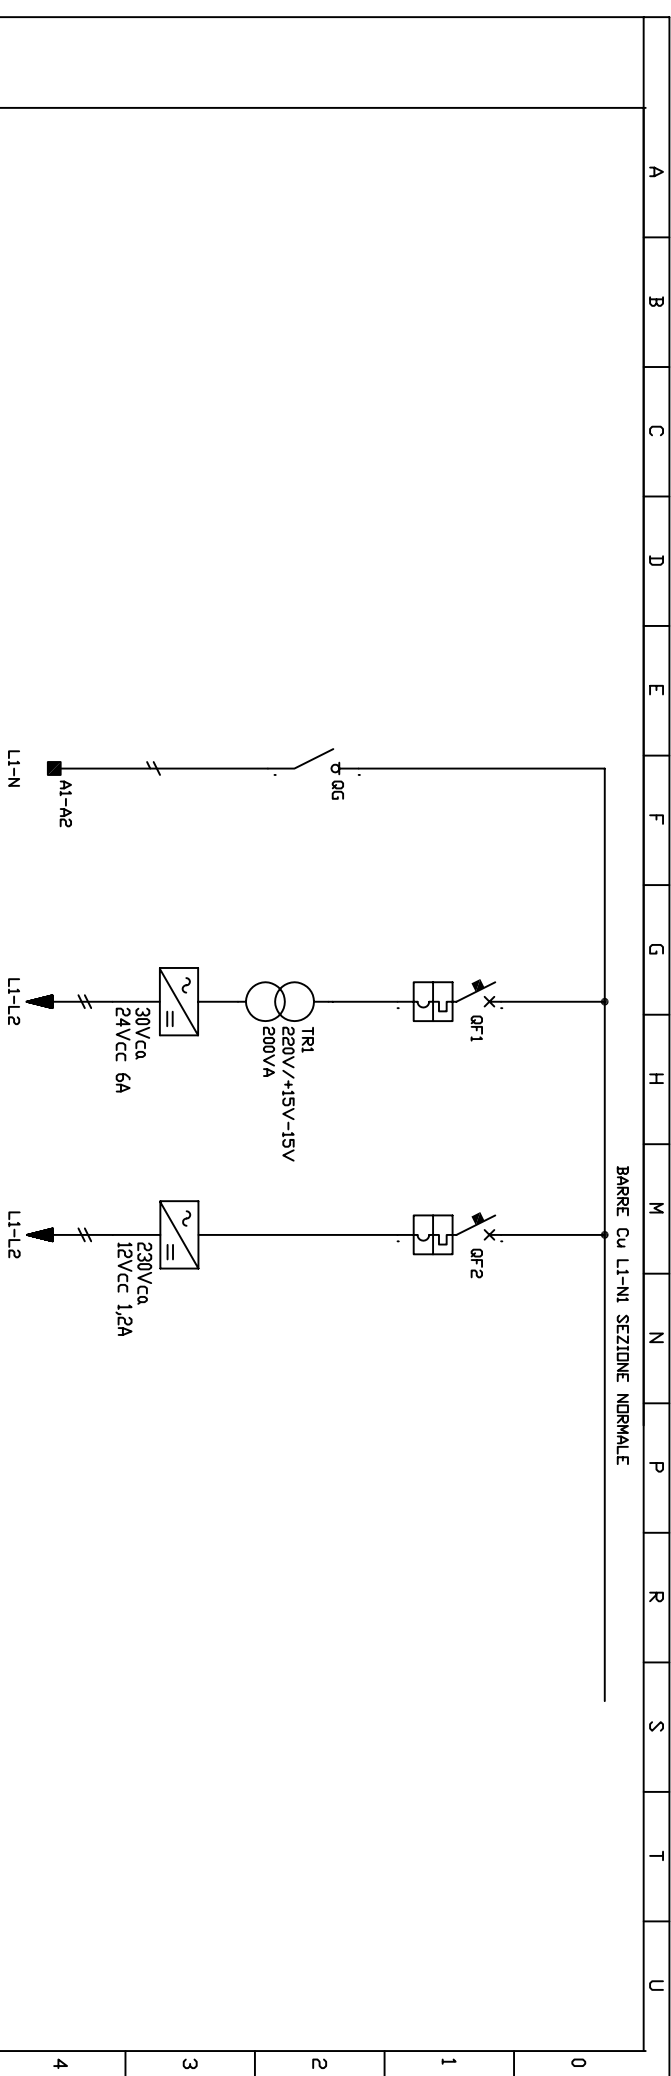 A B C D E F G H M N P R S T U
0
1
2
3
4
BARRE Cu L1-N1 SEZIONE NORMALE
QG
A1-A2
L1-N
QF1
TR1
220V/+15V-15V
200VA
30Vca
24Vcc 6A
L1-L2
QF2
230Vca
12Vcc 1,2A
L1-L2